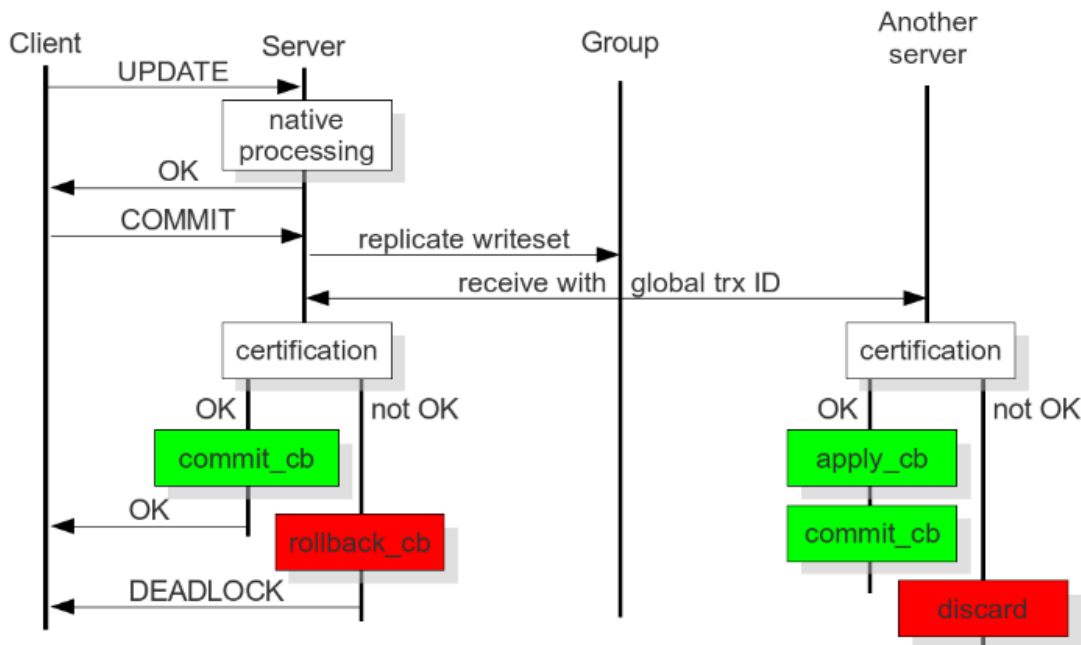 Client
Server
Group
Another
server
UPDATE
native
processing
OK
COMMIT
replicate writeset
receive with global trx ID
certification
certification
OK
not OK
OK
not OK
commit_cb
apply_cb
OK
rollback_cb
commit_cb
DEADLOCK
discard